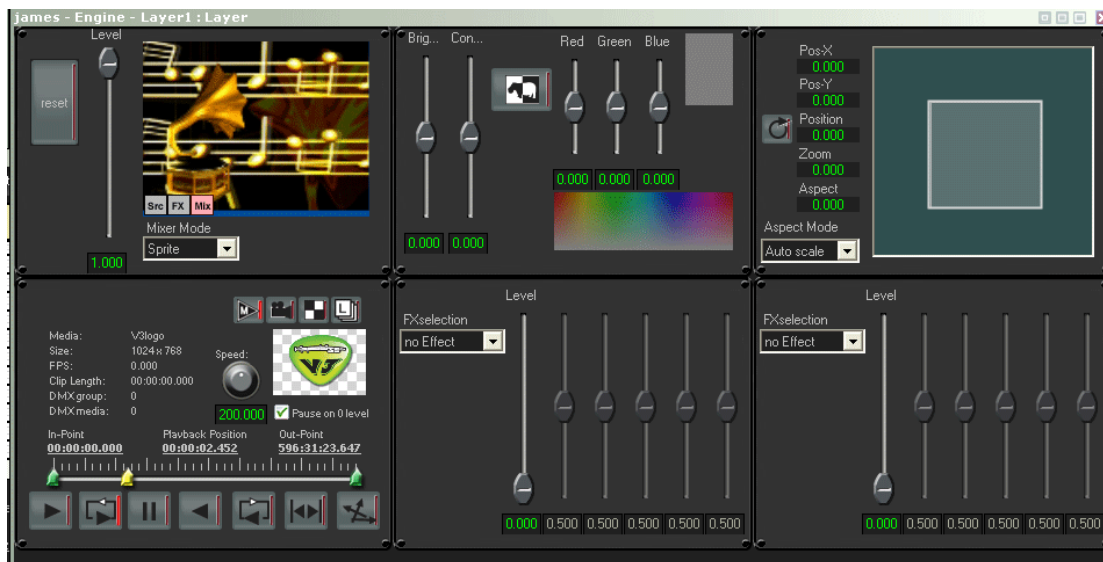 james - Engine - Layer1 : Layer
Level
reset
Src FX Mix
Mixer Mode
Sprite
1.000
Brig... Con...
Red Green Blue
0.000 0.000 0.000
0.000 0.000
Pos-X
0.000
Pos-Y
0.000
Position
0.000
Zoom
0.000
Aspect
0.000
Aspect Mode
Auto scale
M L
Media: V3logo
Size: 1024 x 768
FPS: 0.000
Clip Length: 00:00:00.000
DMXgroup: 0
DMXmedia: 0
Speed:
200.000
V3
Pause on 0 level
In-Point Playback Position Out-Point
00:00:00.000 00:00:02.452 596:31:23.647
Level
FXselection
no Effect
0.000 0.500 0.500 0.500 0.500 0.500
Level
FXselection
no Effect
0.000 0.500 0.500 0.500 0.500 0.500